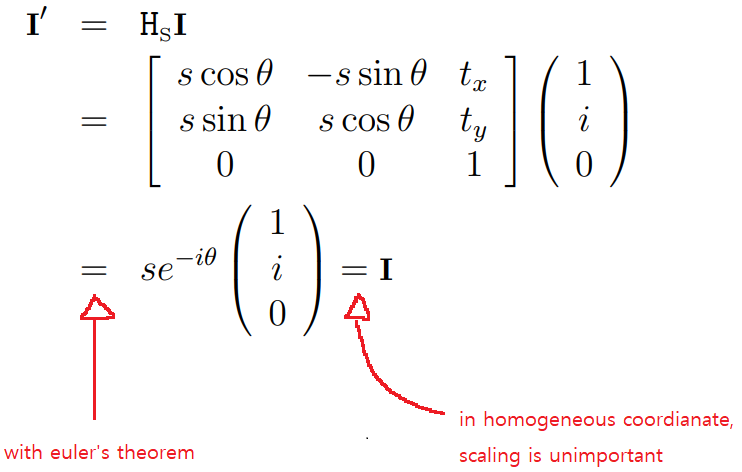 I′ = H_S I
= [ s cos θ  −s sin θ  t_x ] ( 1 )
[ s sin θ  s cos θ  t_y ] ( i )
[ 0  0  1 ] ( 0 )
= se^{−iθ} ( 1 i 0 ) = I
with euler's theorem
in homogeneous coordianate,
scaling is unimportant